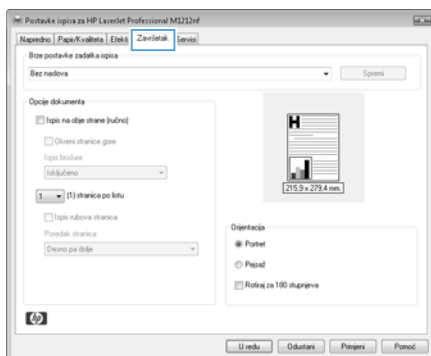 Postavke ispisa za HP LaserJet Professional M1212nf
Napredno Papir/Kvaliteta Efekti Završetak Servisi
Brze postavke zadatka ispisa
Bez naslova Spremi
Opcije dokumenta
Ispis na obje strane (ručno)
Okreni stranice gore
Ispis brošure
Isključeno
1 (1) stranica po listu
Ispis rubova stranica
Poredak stranica:
Desno pa dolje
215,9 × 279,4 mm.
Orijentacija
Portret
Pejsaž
Rotiraj za 180 stupnjeva
hp
U redu Odustani Primijeni Pomoć